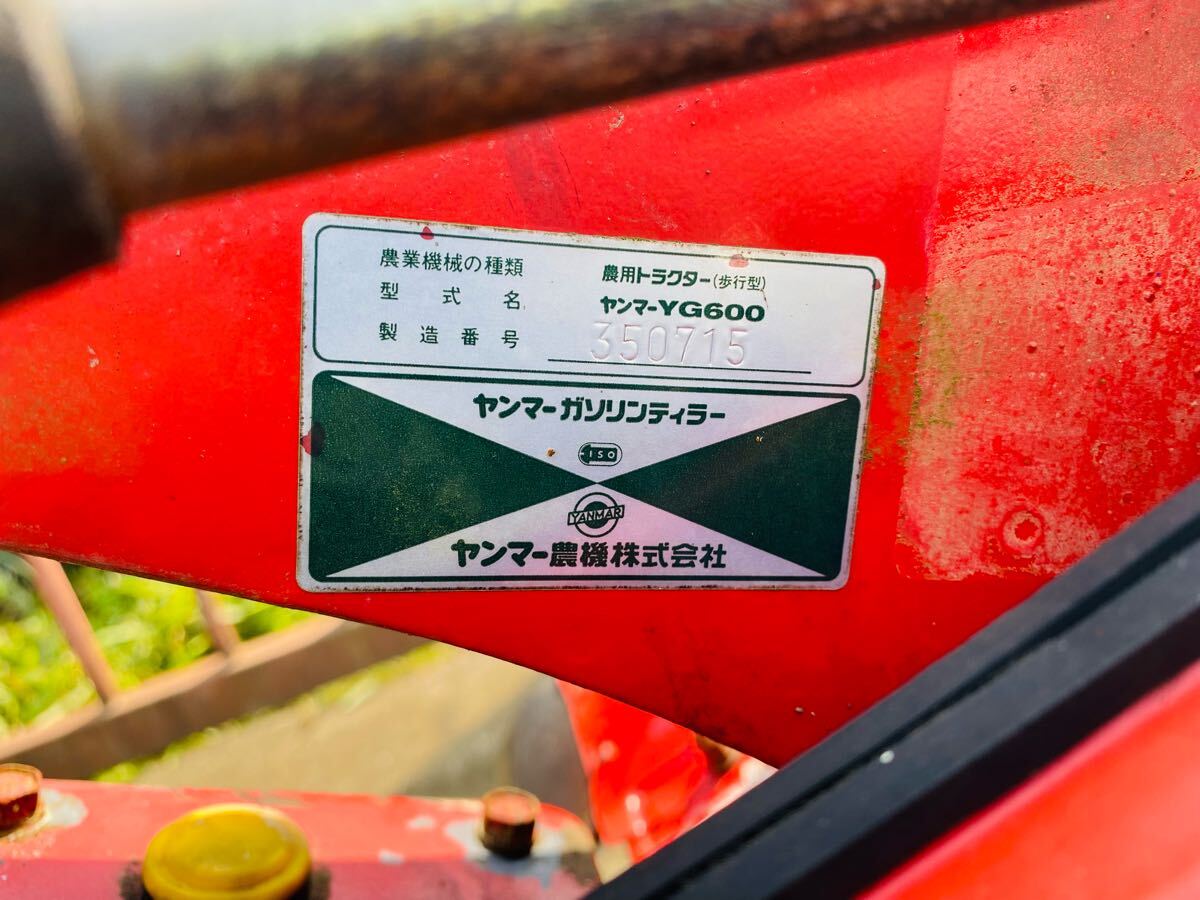 農業機械の種類 農用トラクター(歩行型)
型式名 ヤンマーYG600
製造番号 350715
ヤンマーガソリンティラー
ISO
YANMAR
ヤンマー農機株式会社